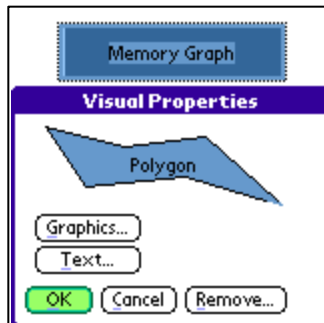 Memory Graph
Visual Properties
Polygon
Graphics...
Text...
OK Cancel Remove...